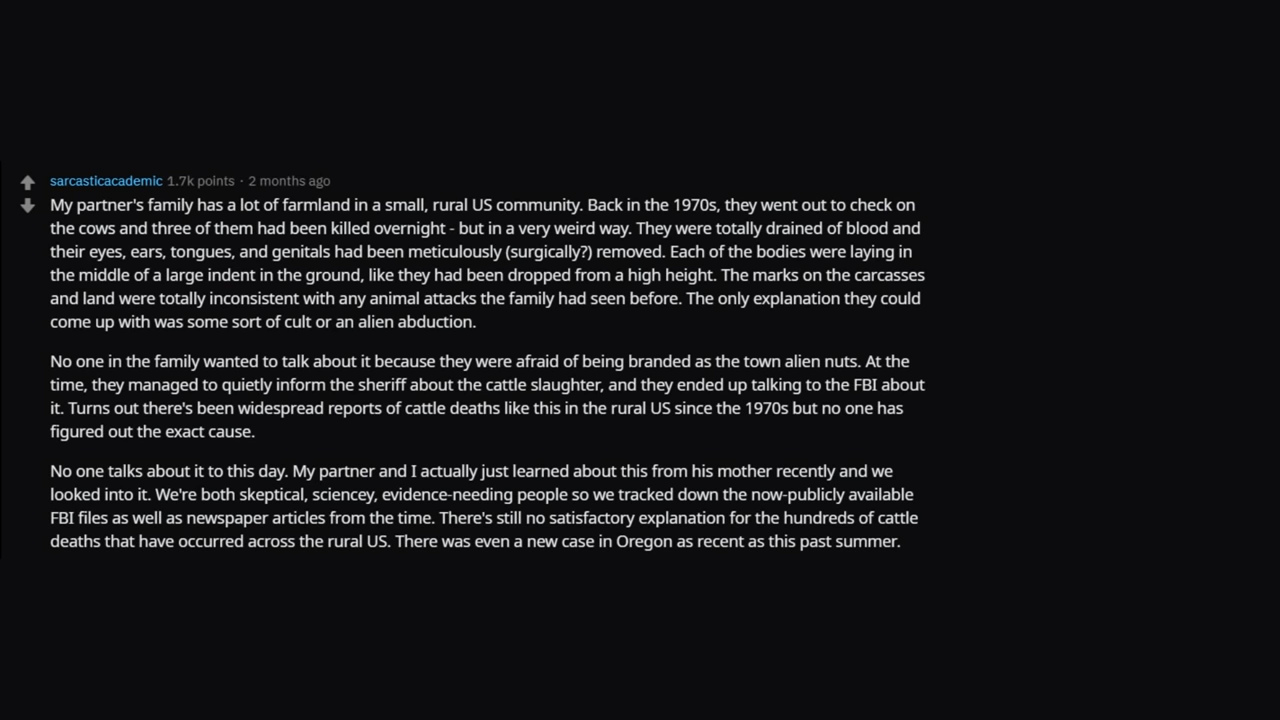 sarcasticacademic 1.7k points · 2 months ago
My partner's family has a lot of farmland in a small, rural US community. Back in the 1970s, they went out to check on
the cows and three of them had been killed overnight - but in a very weird way. They were totally drained of blood and
their eyes, ears, tongues, and genitals had been meticulously (surgically?) removed. Each of the bodies were laying in
the middle of a large indent in the ground, like they had been dropped from a high height. The marks on the carcasses
and land were totally inconsistent with any animal attacks the family had seen before. The only explanation they could
come up with was some sort of cult or an alien abduction.
No one in the family wanted to talk about it because they were afraid of being branded as the town alien nuts. At the
time, they managed to quietly inform the sheriff about the cattle slaughter, and they ended up talking to the FBI about
it. Turns out there's been widespread reports of cattle deaths like this in the rural US since the 1970s but no one has
figured out the exact cause.
No one talks about it to this day. My partner and I actually just learned about this from his mother recently and we
looked into it. We're both skeptical, sciencey, evidence-needing people so we tracked down the now-publicly available
FBI files as well as newspaper articles from the time. There's still no satisfactory explanation for the hundreds of cattle
deaths that have occurred across the rural US. There was even a new case in Oregon as recent as this past summer.